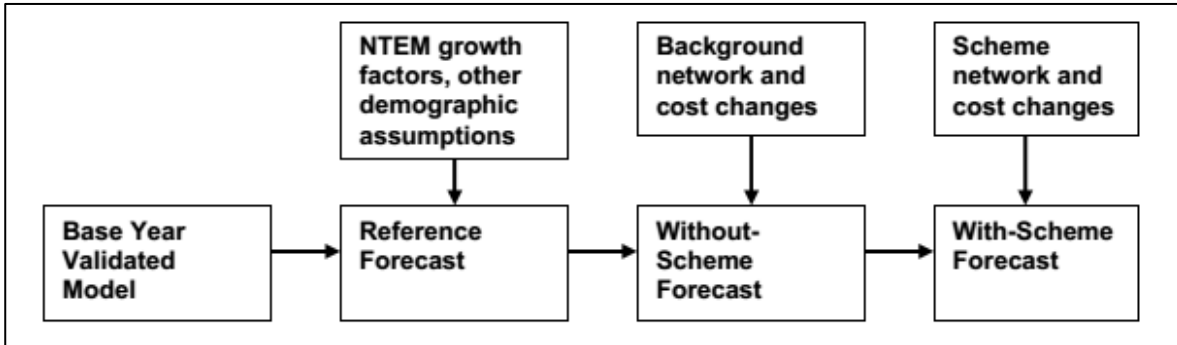 NTEM growth
factors, other
demographic
assumptions
Background
network and
cost changes
Scheme
network and
cost changes
Base Year
Validated
Model
Reference
Forecast
Without-
Scheme
Forecast
With-Scheme
Forecast